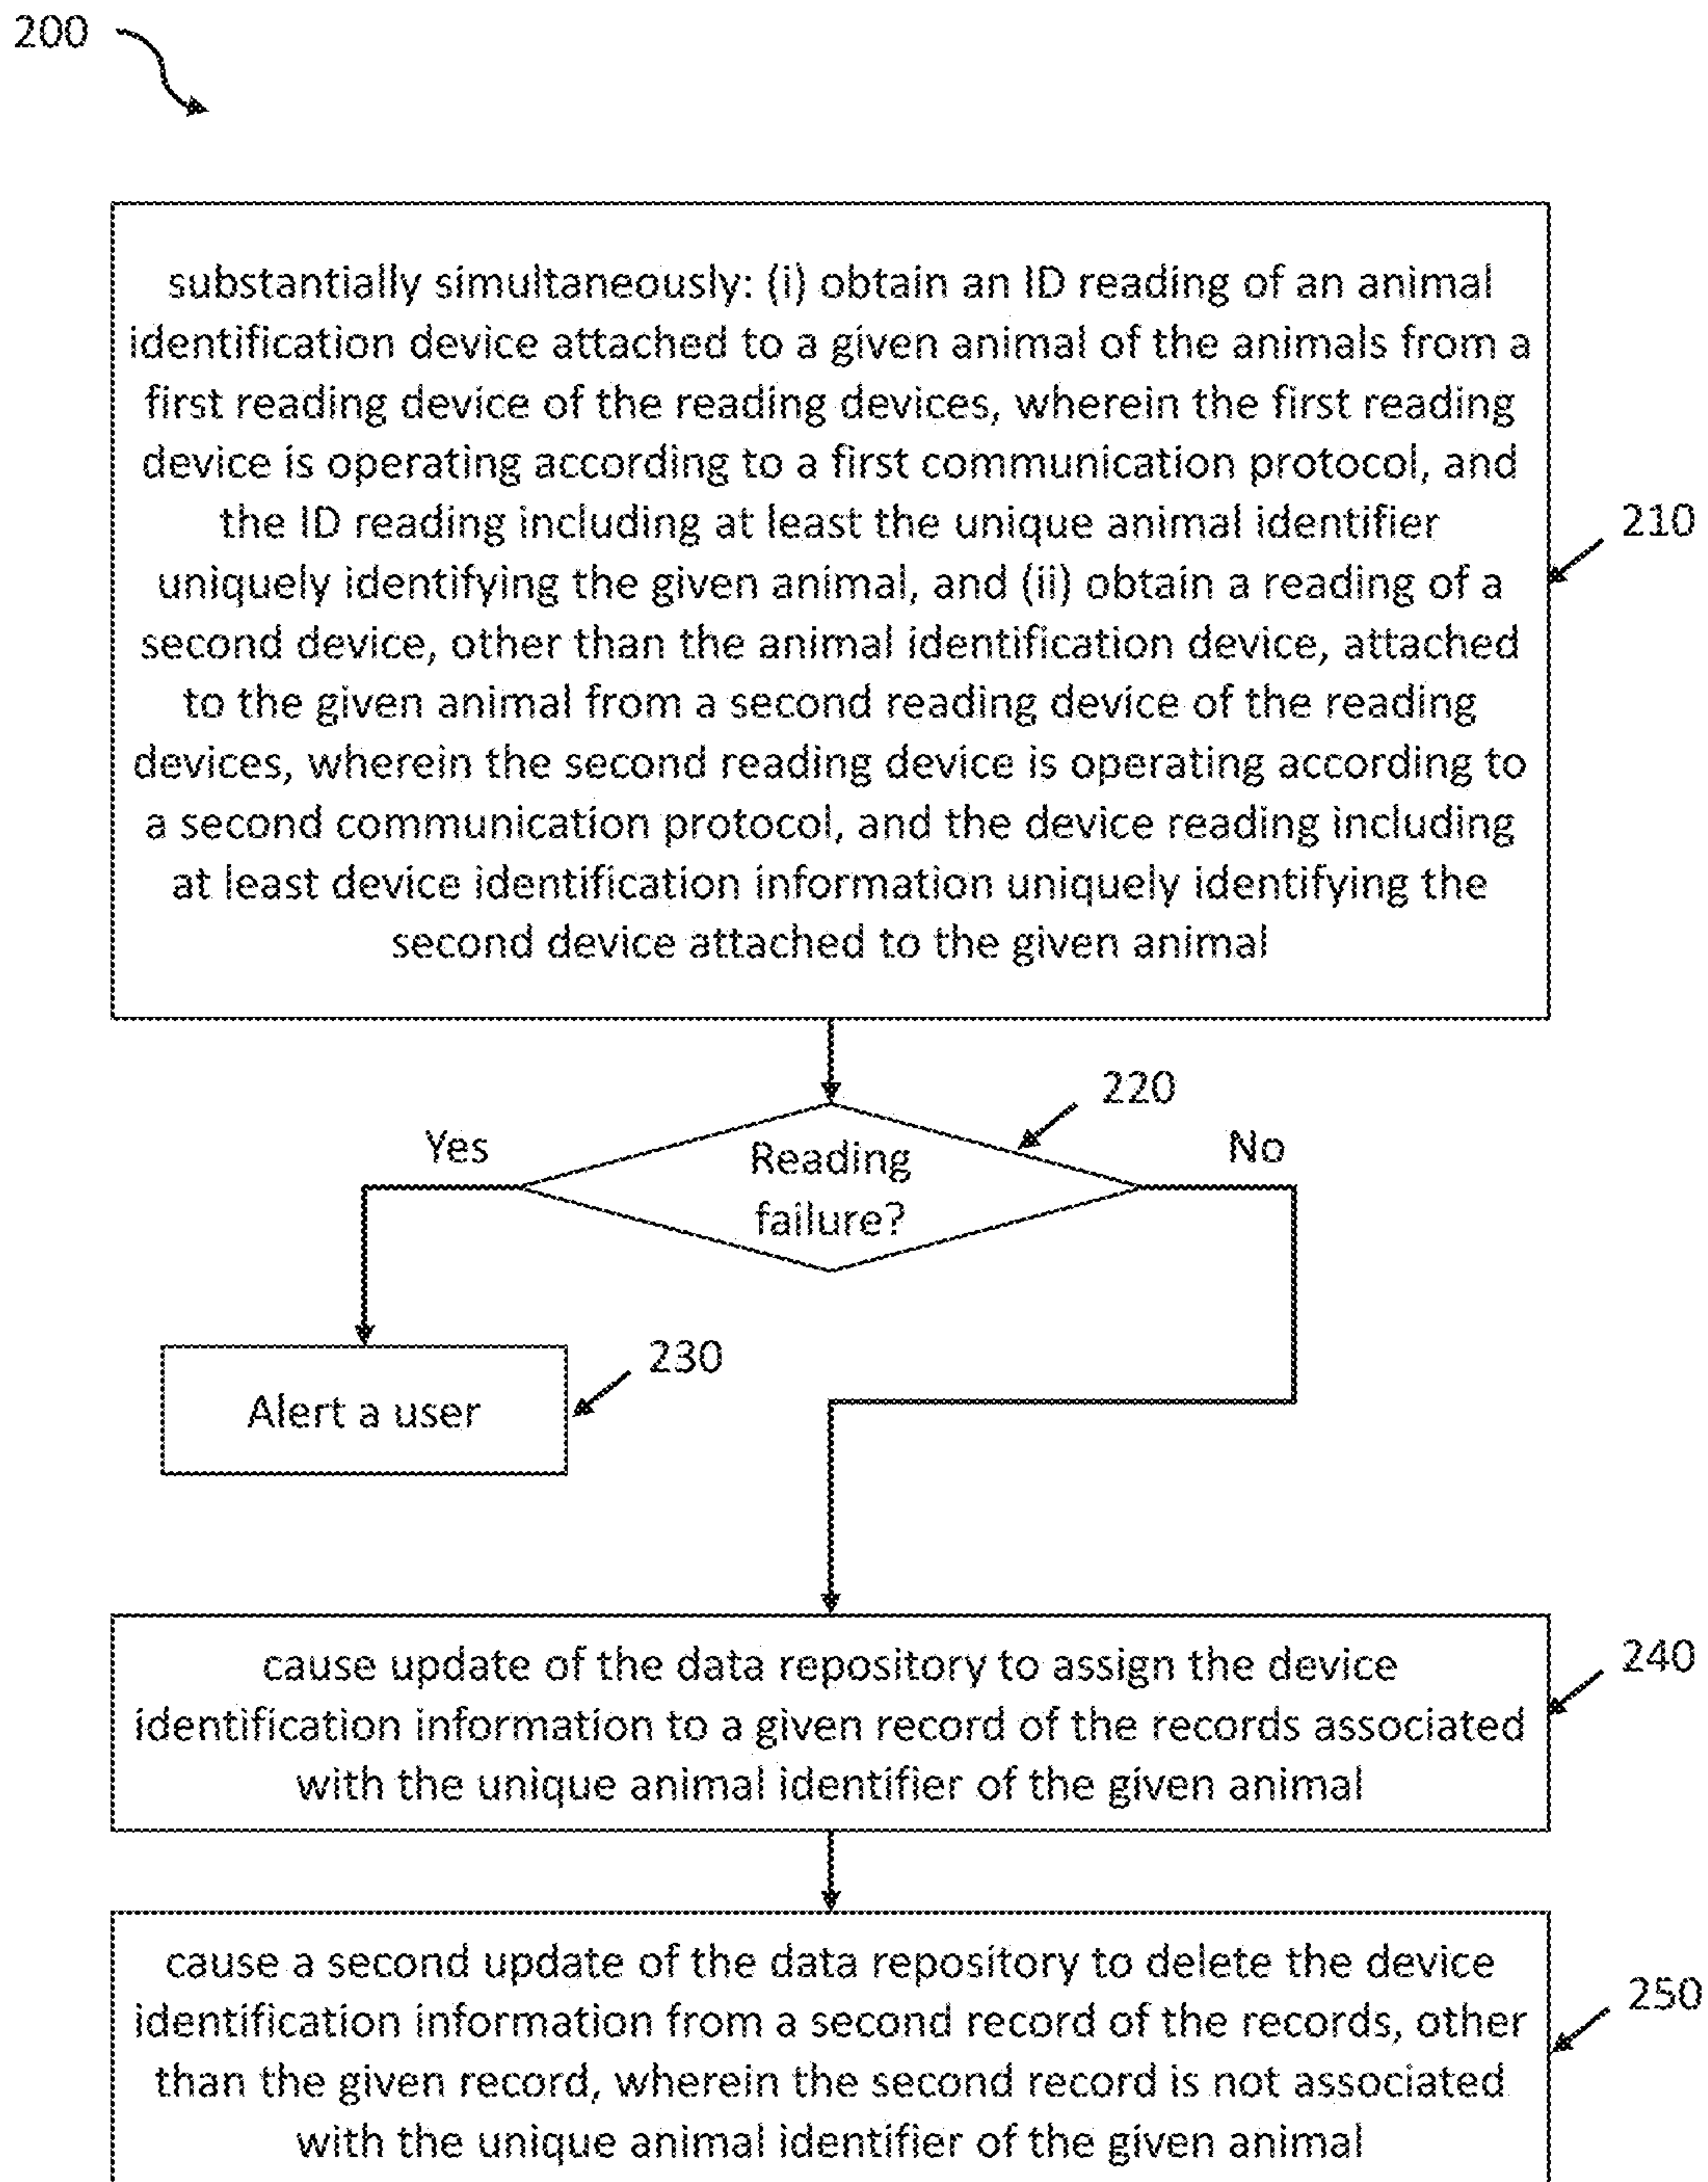 200
substantially simultaneously: (i) obtain an ID reading of an animal
identification device attached to a given animal of the animals from a
first reading device of the reading devices, wherein the first reading
device is operating according to a first communication protocol, and
the ID reading including at least the unique animal identifier
uniquely identifying the given animal, and (ii) obtain a reading of a
second device, other than the animal identification device, attached
to the given animal from a second reading device of the reading
devices, wherein the second reading device is operating according to
a second communication protocol, and the device reading including
at least device identification information uniquely identifying the
second device attached to the given animal
210
220
Yes
Reading
failure?
No
230
Alert a user
240
cause update of the data repository to assign the device
identification information to a given record of the records associated
with the unique animal identifier of the given animal
cause a second update of the data repository to delete the device
identification information from a second record of the records, other
than the given record, wherein the second record is not associated
with the unique animal identifier of the given animal
250